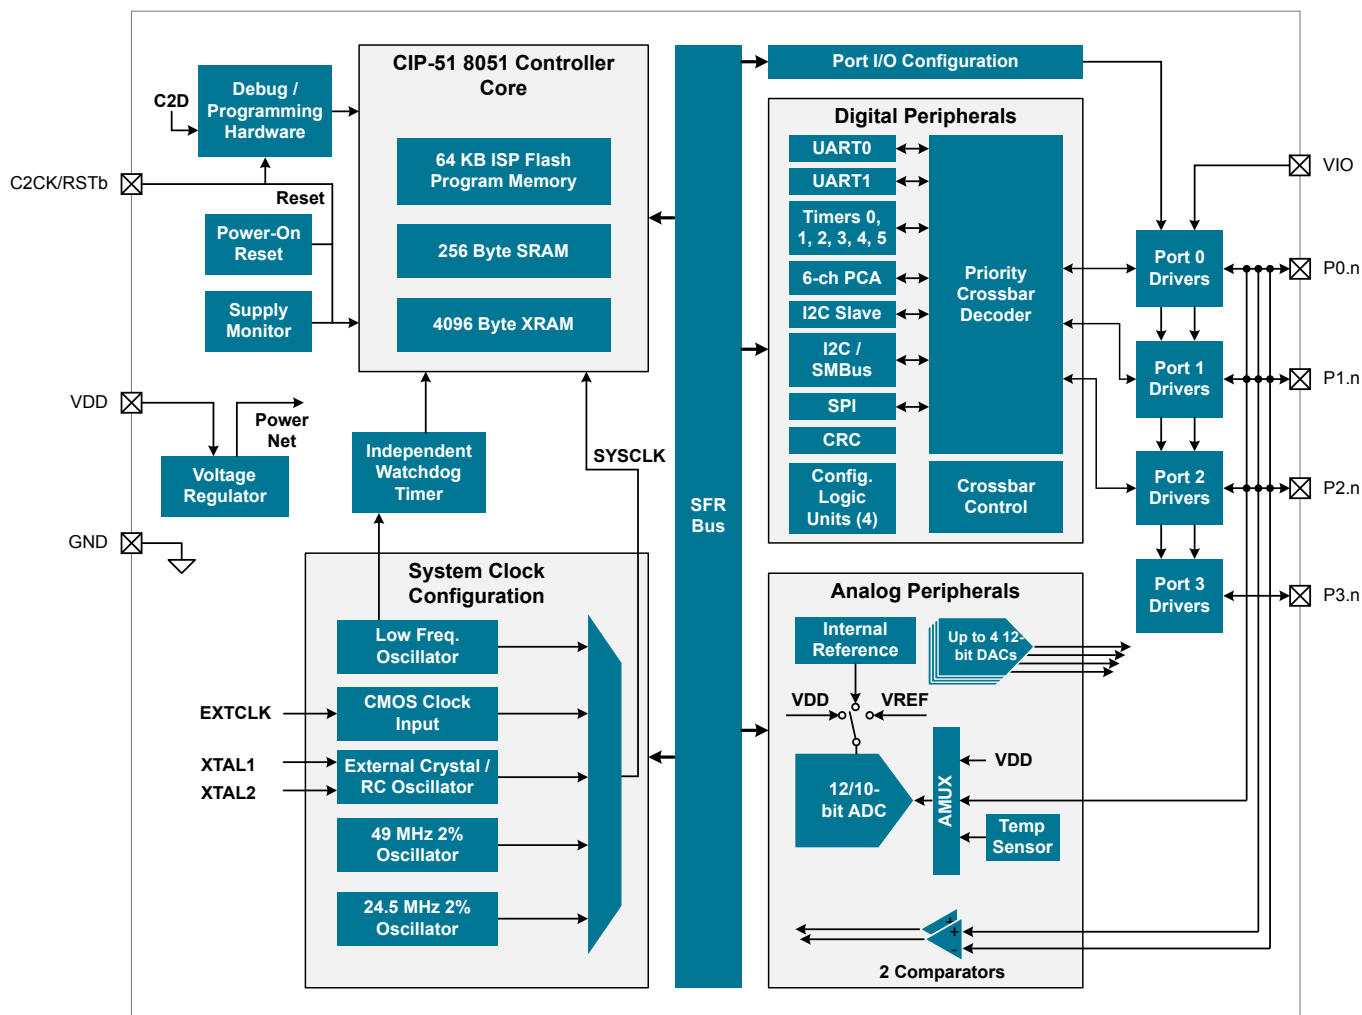 CIP-51 8051 Controller
Core
64 KB ISP Flash
Program Memory
256 Byte SRAM
4096 Byte XRAM
C2D
Debug /
Programming
Hardware
C2CK/RSTb
Reset
Power-On
Reset
Supply
Monitor
VDD
Power
Net
Voltage
Regulator
GND
Independent
Watchdog
Timer
SYSCLK
System Clock
Configuration
Low Freq.
Oscillator
EXTCLK
CMOS Clock
Input
XTAL1
XTAL2
External Crystal /
RC Oscillator
49 MHz 2%
Oscillator
24.5 MHz 2%
Oscillator
SFR
Bus
Port I/O Configuration
Digital Peripherals
UART0
UART1
Timers 0,
1, 2, 3, 4, 5
6-ch PCA
I2C Slave
I2C /
SMBus
SPI
CRC
Config.
Logic
Units (4)
Priority
Crossbar
Decoder
Crossbar
Control
Analog Peripherals
Internal
Reference
Up to 4 12-
bit DACs
VDD
VREF
12/10-
bit ADC
AMUX
VDD
Temp
Sensor
+
+
-
2 Comparators
VIO
Port 0
Drivers
P0.n
Port 1
Drivers
P1.n
Port 2
Drivers
P2.n
Port 3
Drivers
P3.n